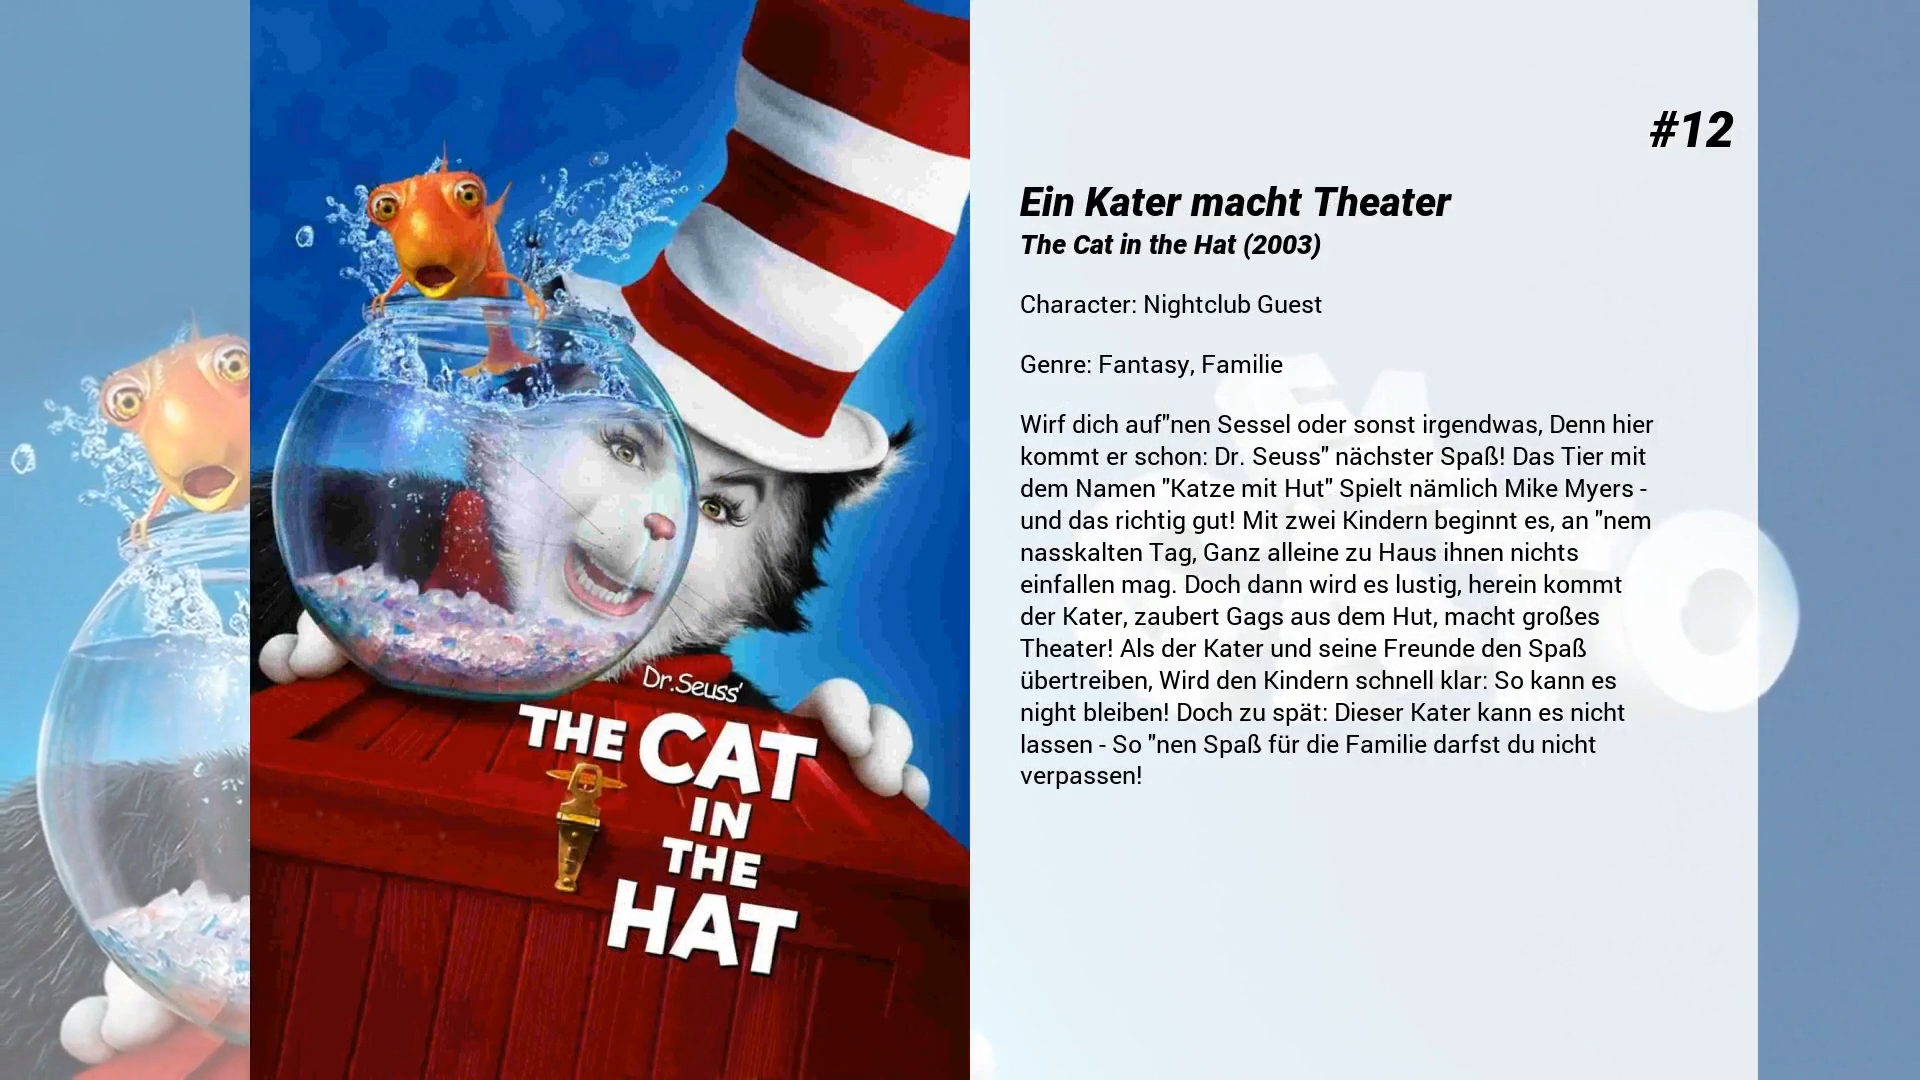 Dr.Seuss'
THE CAT
IN
THE
HAT
#12
Ein Kater macht Theater
The Cat in the Hat (2003)
Character: Nightclub Guest
Genre: Fantasy, Familie
Wirf dich auf"nen Sessel oder sonst irgendwas, Denn hier
kommt er schon: Dr. Seuss" nächster Spaß! Das Tier mit
dem Namen "Katze mit Hut" Spielt nämlich Mike Myers -
und das richtig gut! Mit zwei Kindern beginnt es, an "nem
nasskalten Tag, Ganz alleine zu Haus ihnen nichts
einfallen mag. Doch dann wird es lustig, herein kommt
der Kater, zaubert Gags aus dem Hut, macht großes
Theater! Als der Kater und seine Freunde den Spaß
übertreiben, Wird den Kindern schnell klar: So kann es
night bleiben! Doch zu spät: Dieser Kater kann es nicht
lassen - So "nen Spaß für die Familie darfst du nicht
verpassen!